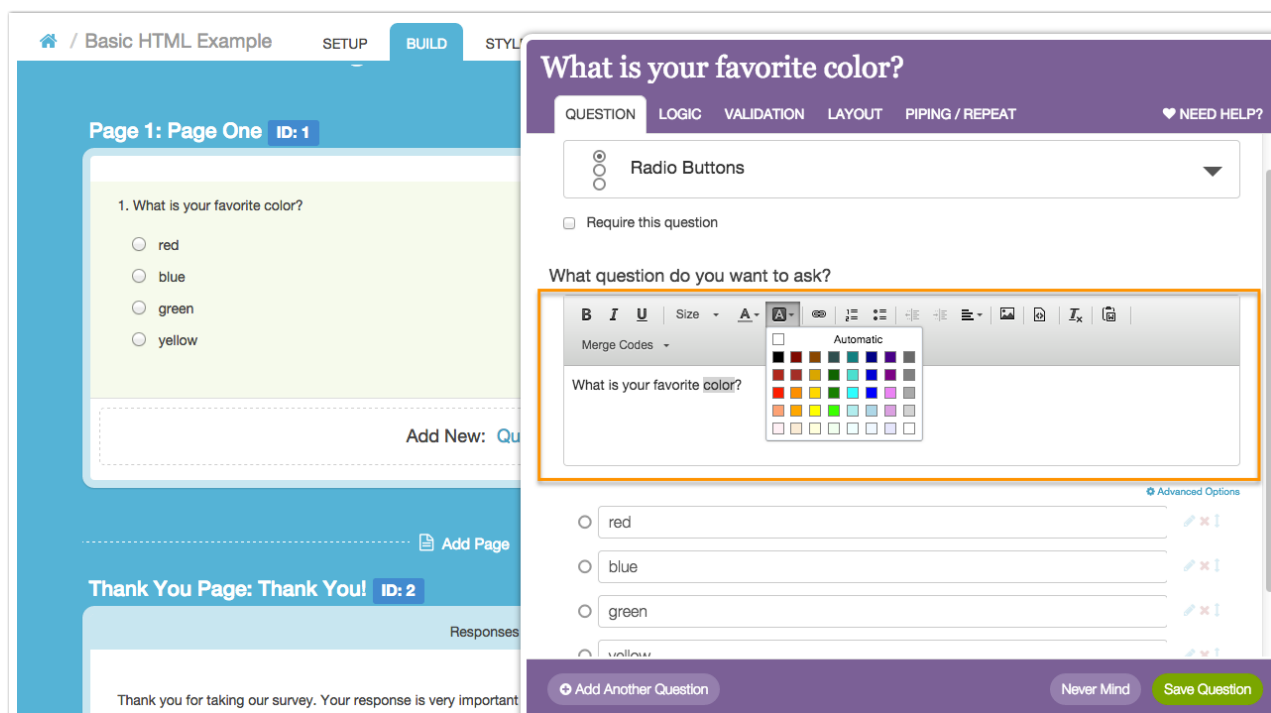 / Basic HTML Example
SETUP
BUILD
Page 1: Page One ID: 1
1. What is your favorite color?
red
blue
green
yellow
Add New:
Add Page
Thank You Page: Thank You! ID: 2
Responses
Thank you for taking our survey. Your response is very important
What is your favorite color?
QUESTION LOGIC VALIDATION LAYOUT PIPING / REPEAT NEED HELP?
Radio Buttons
Require this question
What question do you want to ask?
B I U Size A A
Merge Codes
Automatic
What is your favorite color?
Advanced Options
red
blue
green
yellow
Add Another Question Never Mind Save Question